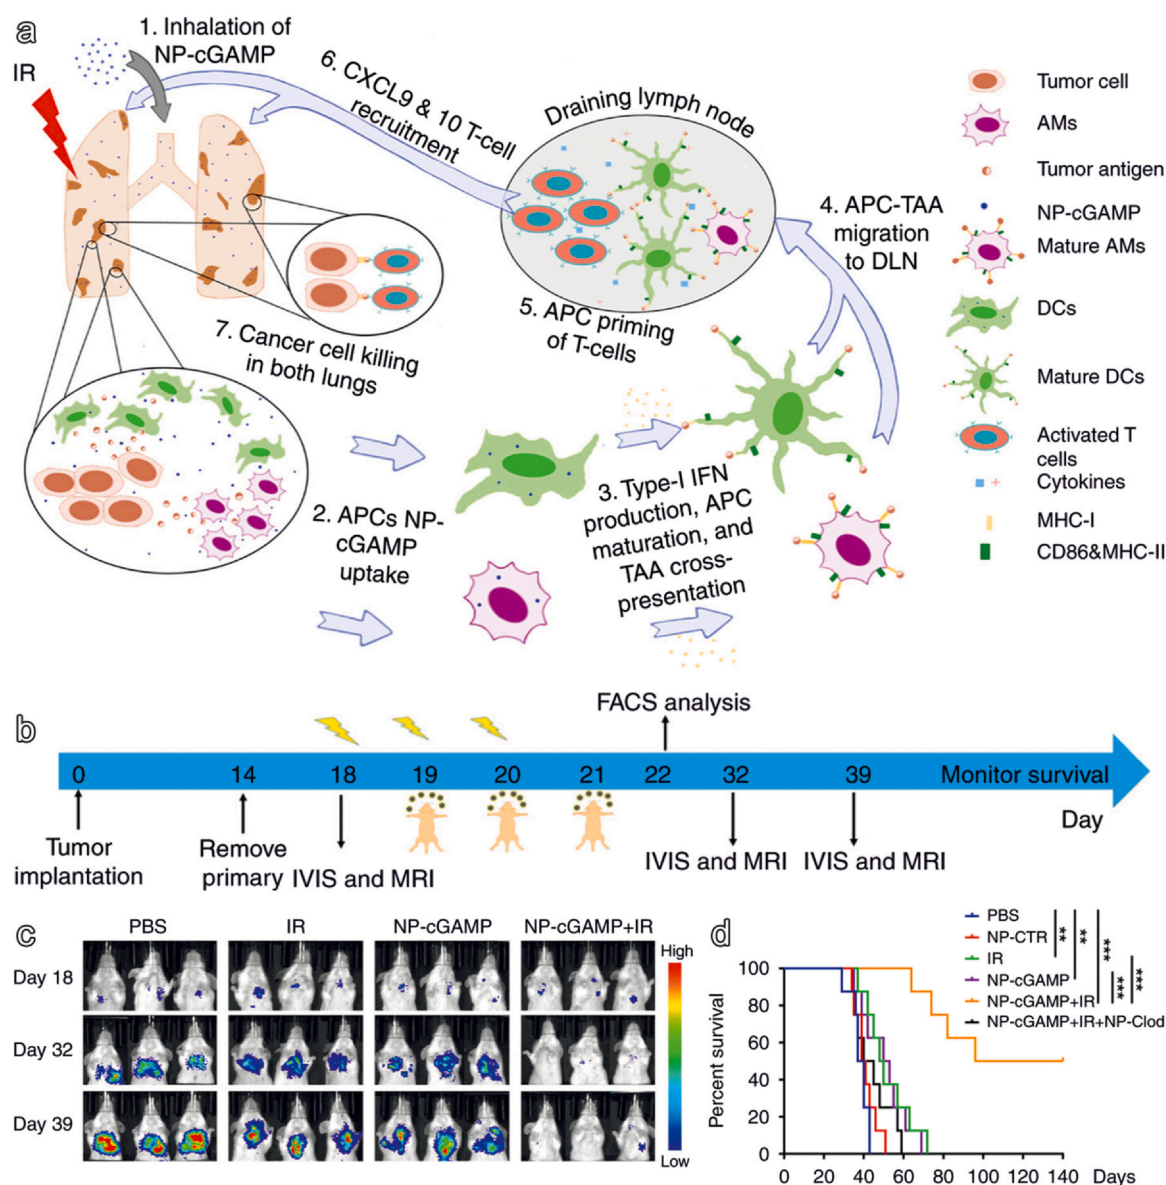 a
1. Inhalation of
NP-cGAMP
IR
6. CXCL9 & 10 T-cell
recruitment
Draining lymph node
4. APC-TAA
migration
to DLN
5. APC priming
of T-cells
7. Cancer cell killing
in both lungs
2. APCs NP-
cGAMP
uptake
3. Type-I IFN
production, APC
maturation, and
TAA cross-
presentation
Tumor cell
AMs
Tumor antigen
NP-cGAMP
Mature AMs
DCs
Mature DCs
Activated T
cells
Cytokines
MHC-I
CD86&MHC-II
b
FACS analysis
0 14 18 19 20 21 22 32 39 Monitor survival
Day
Tumor
implantation
Remove
primary
IVIS and MRI
IVIS and MRI
IVIS and MRI
c
PBS IR NP-cGAMP NP-cGAMP+IR
Day 18
Day 32
Day 39
High
Low
d
PBS
NP-CTR
IR
NP-cGAMP
NP-cGAMP+IR
NP-cGAMP+IR+NP-Clod
** ** *** *** ***
Percent survival
100
80
60
40
20
0
0 20 40 60 80 100 120 140 Days